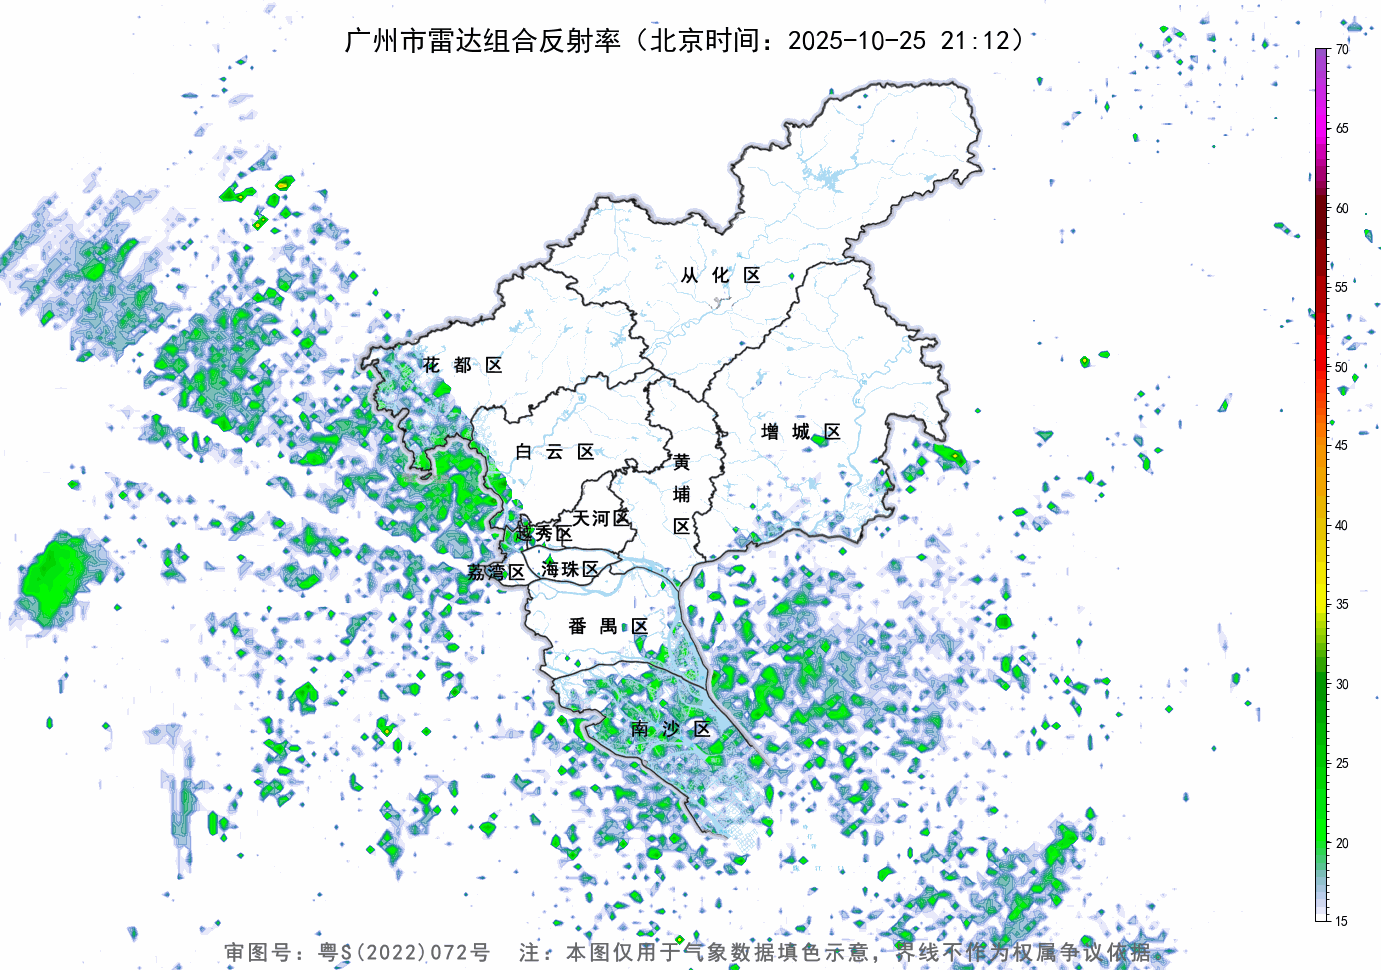 广州市雷达组合反射率（北京时间：2025-10-25 21:12）
70
65
60
55
50
45
40
35
30
25
20
15
从化区
花都区
增城区
白云区
黄埔区
天河区
越秀区
海珠区
荔湾区
番禺区
南沙区
审图号：粤S(2022)072号 注：本图仅用于气象数据填色示意，界线不作为权属争议依据。